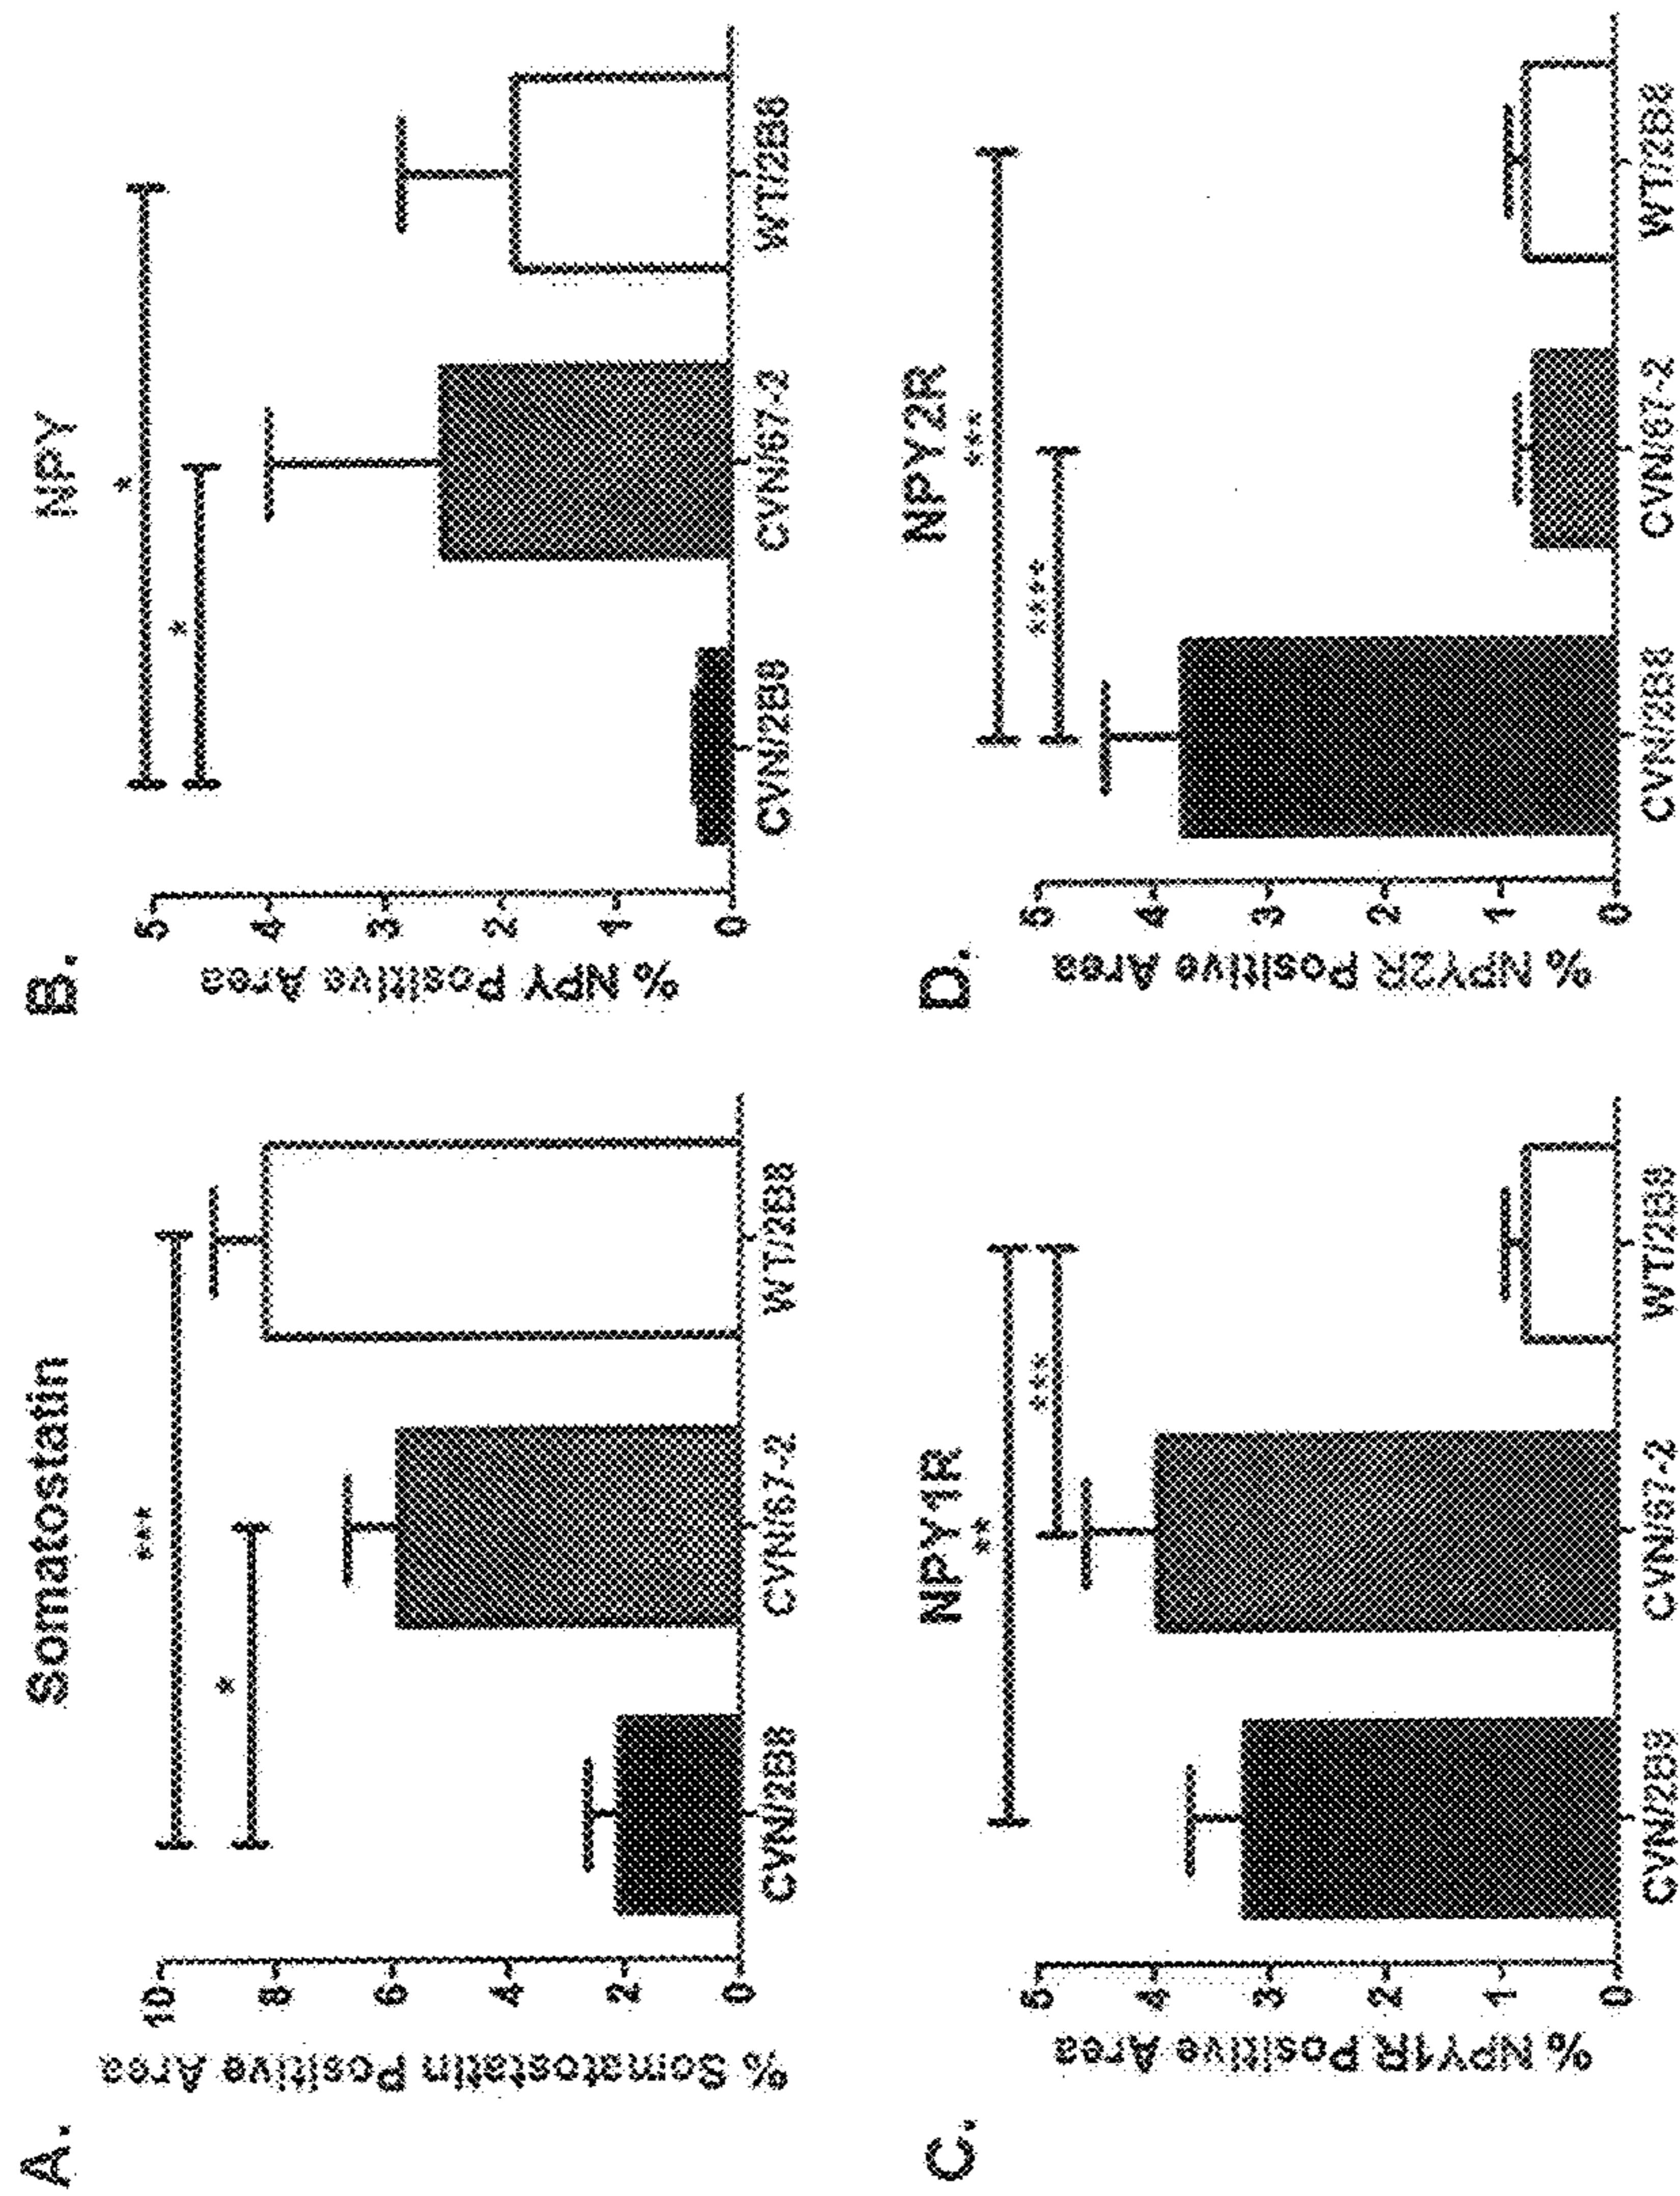 A.
Somatostatin
% Somatostatin Positive Area
10
8
6
4
2
0
***
*
CVN/2B8
CVN/67-2
WT/2B8
B.
NPY
% NPY Positive Area
5
4
3
2
1
0
*
*
CVN/2B8
CVN/67-2
WT/2B8
C.
NPY1R
% NPY1R Positive Area
5
4
3
2
1
0
**
***
CVN/2B8
CVN/67-2
WT/2B8
D.
NPY2R
% NPY2R Positive Area
5
4
3
2
1
0
***
****
CVN/2B8
CVN/67-2
WT/2B8